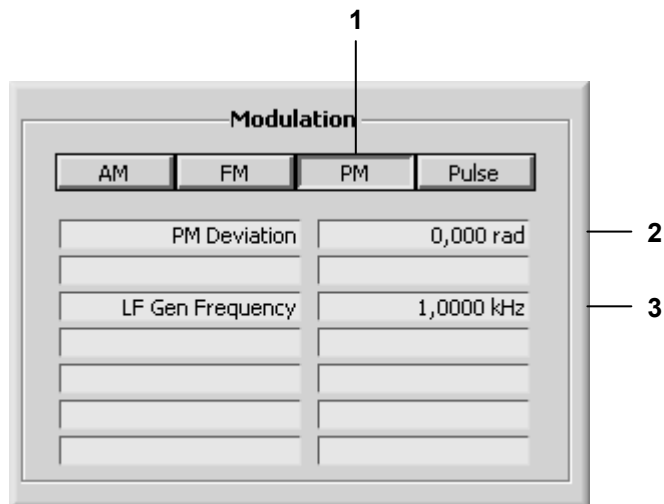 1
Modulation
AM FM PM Pulse
PM Deviation 0,000 rad 2
LF Gen Frequency 1,0000 kHz 3